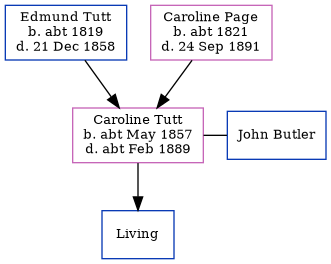 Edmund Tutt
b. abt 1819
d. 21 Dec 1858
Caroline Page
b. abt 1821
d. 24 Sep 1891
Caroline Tutt
b. abt May 1857
d. abt Feb 1889
John Butler
Living